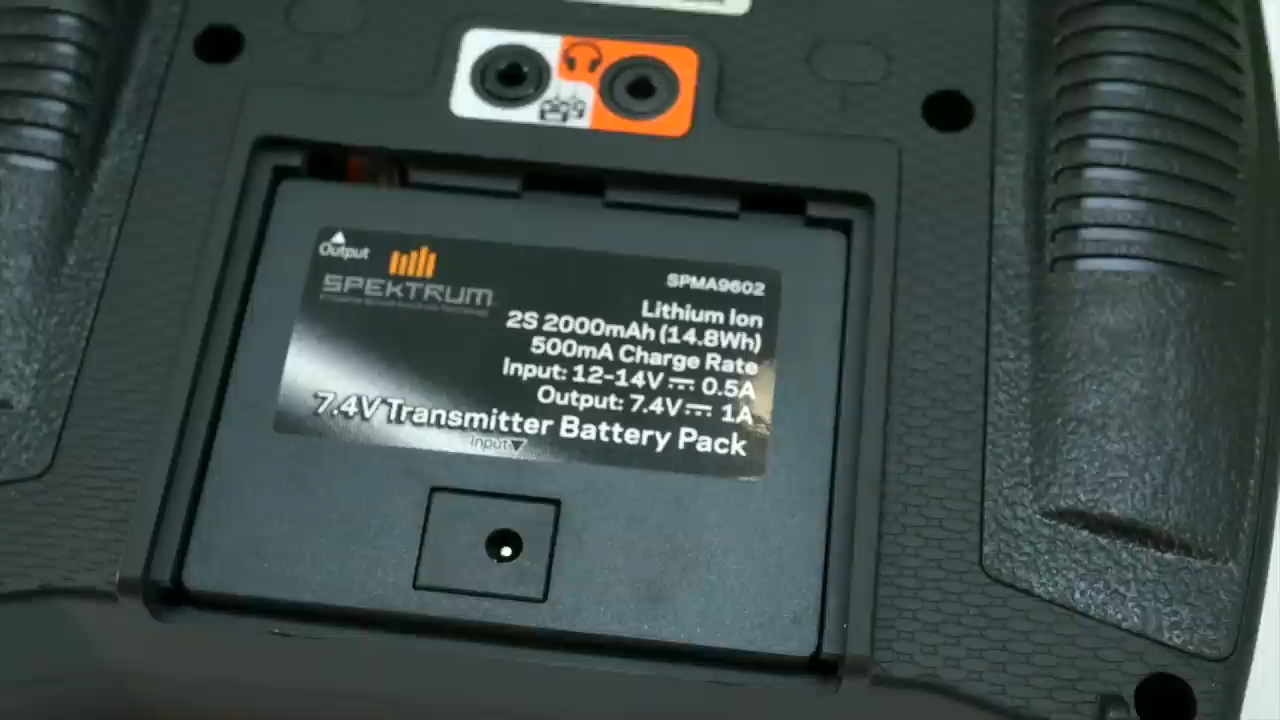 Output
SPEKTRUM
SPMA9602
Lithium Ion
2S 2000mAh (14.8Wh)
500mA Charge Rate
Input: 12-14V ⎓ 0.5A
Output: 7.4V ⎓ 1A
7.4V Transmitter Battery Pack
Input